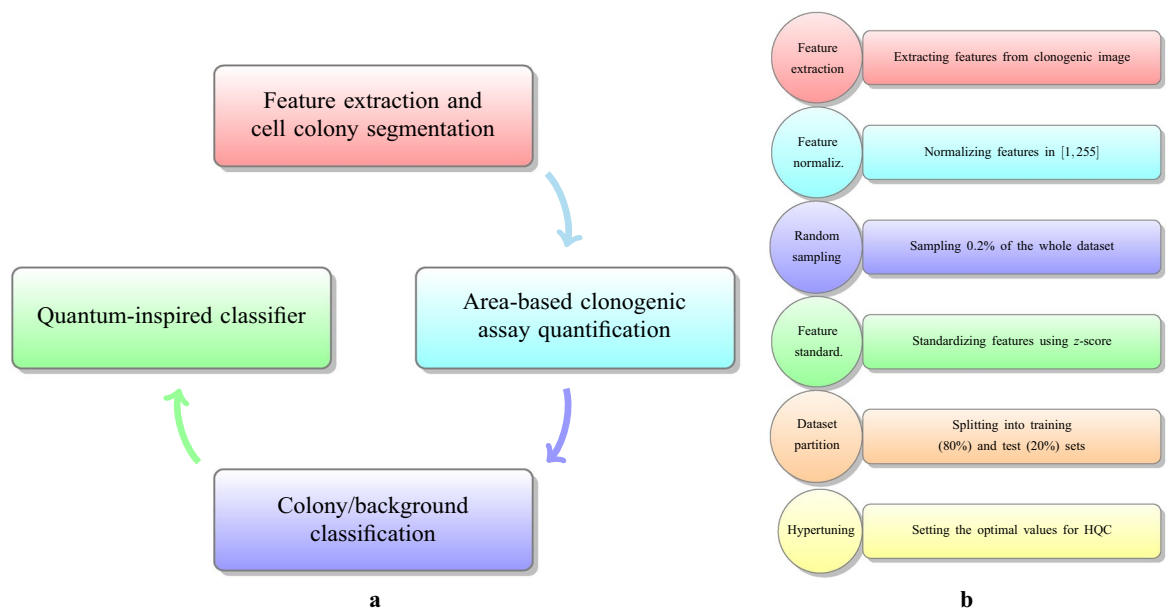 Feature extraction and
cell colony segmentation
Quantum-inspired classifier
Area-based clonogenic
assay quantification
Colony/background
classification
a
Feature
extraction
Extracting features from clonogenic image
Feature
normaliz.
Normalizing features in [1,255]
Random
sampling
Sampling 0.2% of the whole dataset
Feature
standard.
Standardizing features using z-score
Dataset
partition
Splitting into training
(80%) and test (20%) sets
Hypertuning
Setting the optimal values for HQC
b